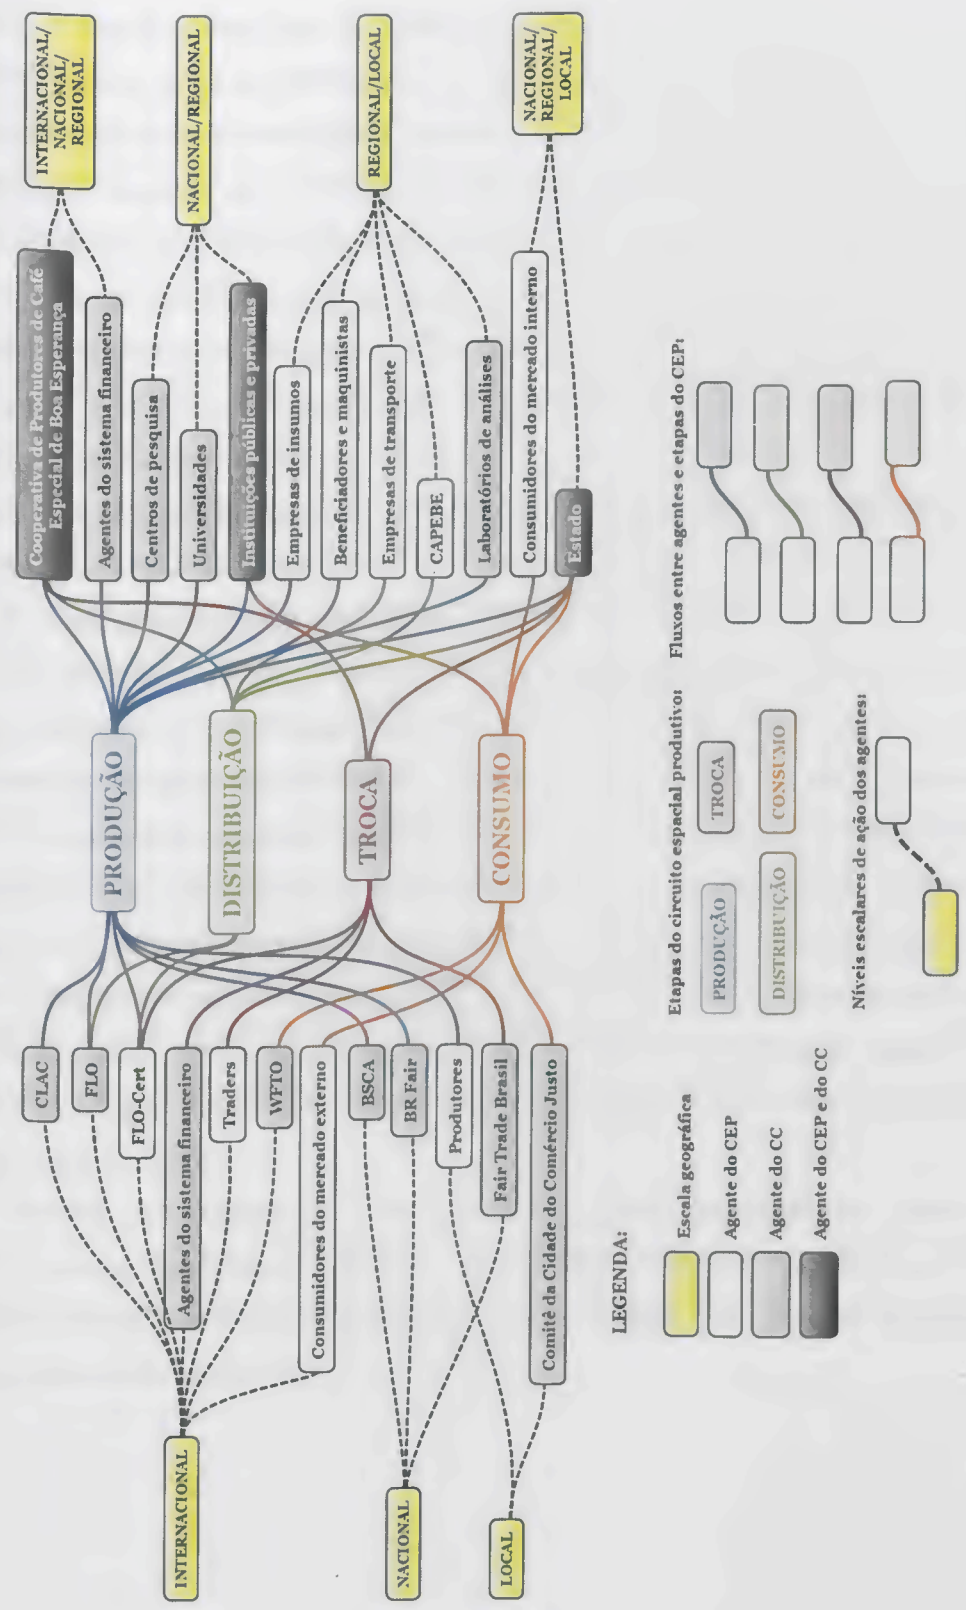 INTERNACIONAL
NACIONAL
LOCAL
CLAC
FLO
FLO-Cert
Agentes do sistema financeiro
Traders
WFTO
Consumidores do mercado externo
BSCA
BR Fair
Produtores
Fair Trade Brasil
Comitê da Cidade do Comércio Justo
PRODUÇÃO
DISTRIBUIÇÃO
TROCA
CONSUMO
Cooperativa de Produtores de Café
Especial de Boa Esperança
Agentes do sistema financeiro
Centros de pesquisa
Universidades
Instituições públicas e privadas
Empresas de insumos
Beneficiadores e maquinistas
Empresas de transporte
CAPEBE
Laboratórios de análises
Consumidores do mercado interno
Estado
INTERNACIONAL/
NACIONAL/
REGIONAL
NACIONAL/REGIONAL
REGIONAL/LOCAL
NACIONAL/
REGIONAL/
LOCAL
LEGENDA:
Escala geográfica
Agente do CEP
Agente do CC
Agente do CEP e do CC
Etapas do circuito espacial produtivo:
PRODUÇÃO
TROCA
DISTRIBUIÇÃO
CONSUMO
Níveis escalares de ação dos agentes:
Fluxos entre agentes e etapas do CEP: